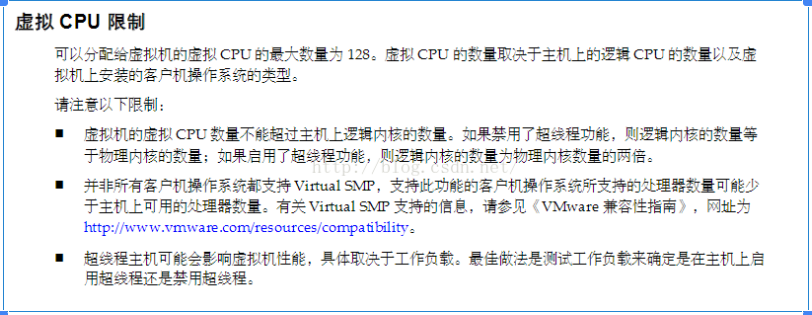 虚拟 CPU 限制
可以分配给虚拟机的虚拟 CPU 的最大数量为 128。虚拟 CPU 的数量取决于主机上的逻辑 CPU 的数量以及虚
拟机上安装的客户机操作系统的类型。
请注意以下限制：
■ 虚拟机的虚拟 CPU 数量不能超过主机上逻辑内核的数量。如果禁用了超线程功能，则逻辑内核的数量等
于物理内核的数量；如果启用了超线程功能，则逻辑内核的数量为物理内核数量的两倍。
http://blog.csdn.net/
■ 并非所有客户机操作系统都支持 Virtual SMP，支持此功能的客户机操作系统所支持的处理器数量可能少
于主机上可用的处理器数量。有关 Virtual SMP 支持的信息，请参见《VMware 兼容性指南》，网址为
http://www.vmware.com/resources/compatibility。
■ 超线程主机可能会影响虚拟机性能，具体取决于工作负载。最佳做法是测试工作负载来确定是在主机上启
用超线程还是禁用超线程。